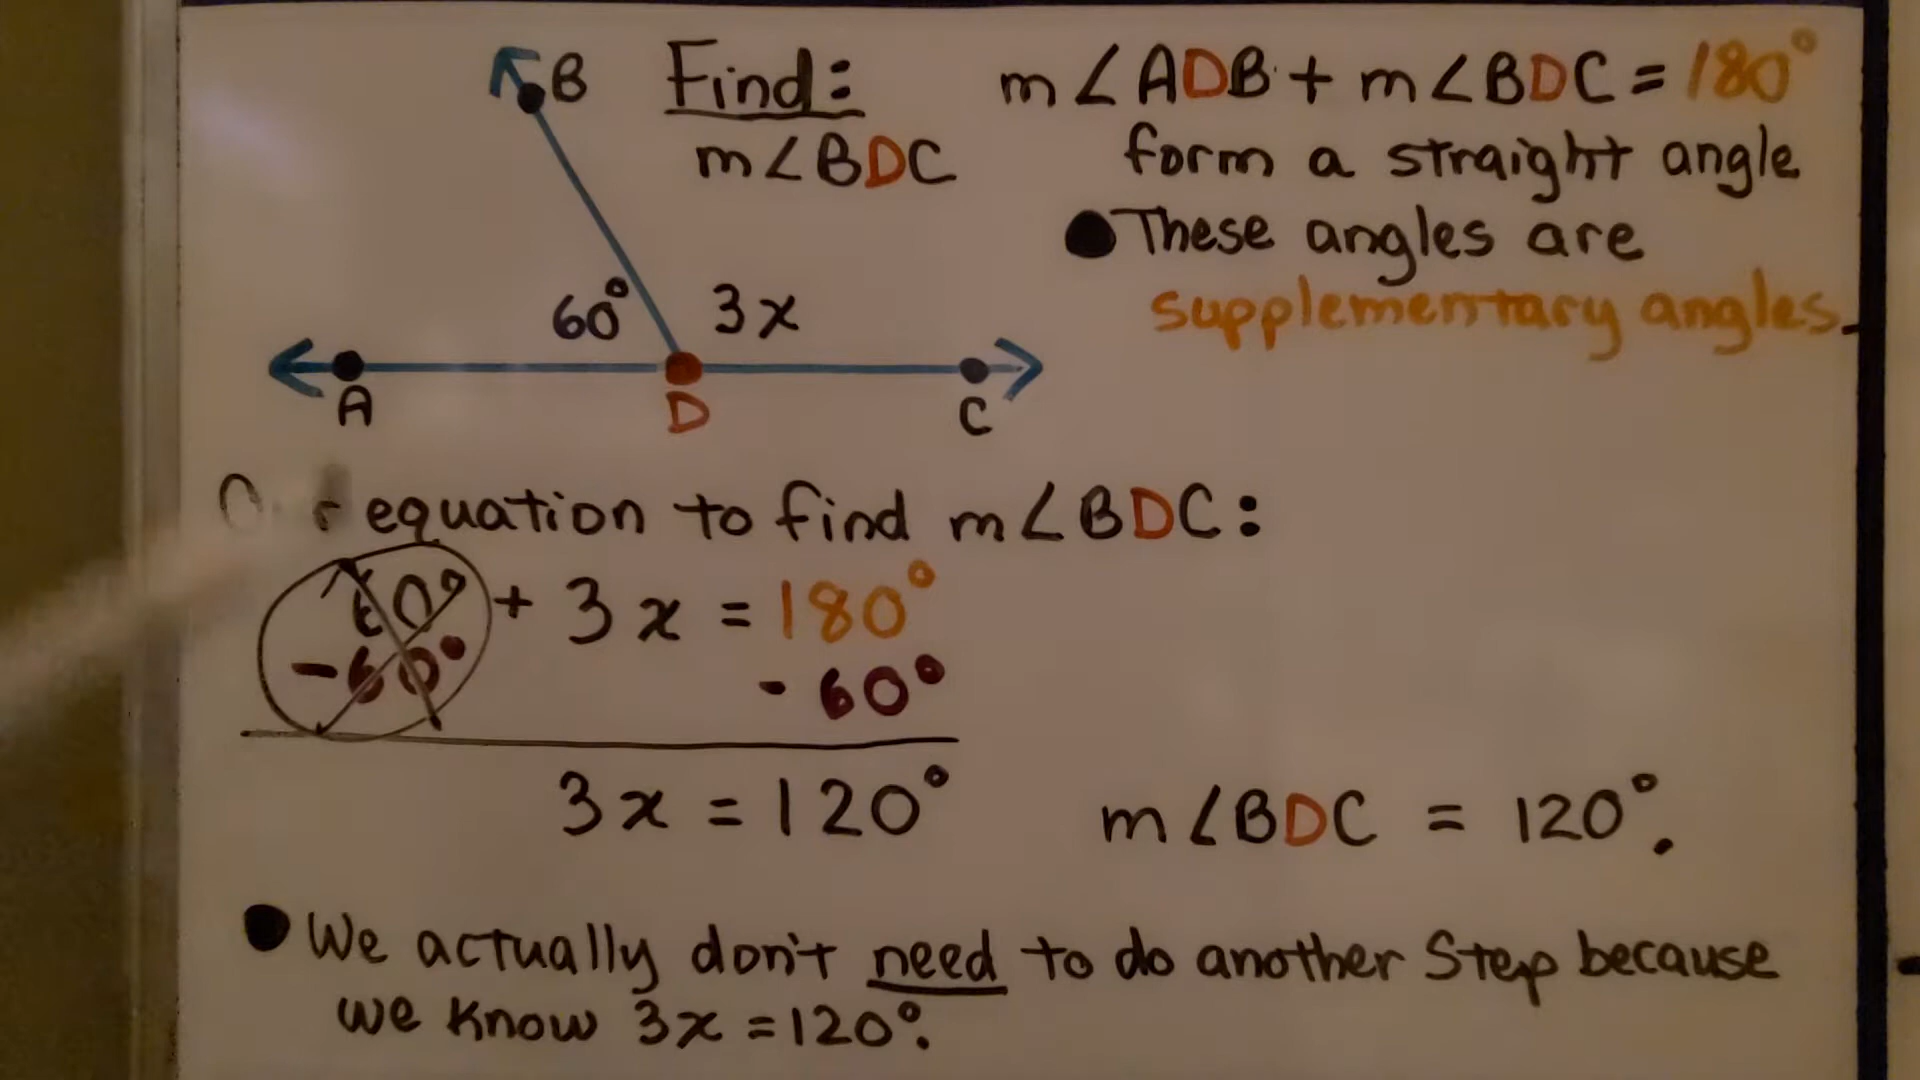 B
Find:
m∠BDC
60°
3x
A
D
C
m∠ADB + m∠BDC = 180°
form a straight angle
● These angles are
supplementary angles.
equation to find m∠BDC:
60° + 3x = 180°
-60° - 60°
3x = 120°
m∠BDC = 120°.
● We actually don't need to do another step because
we know 3x = 120°.